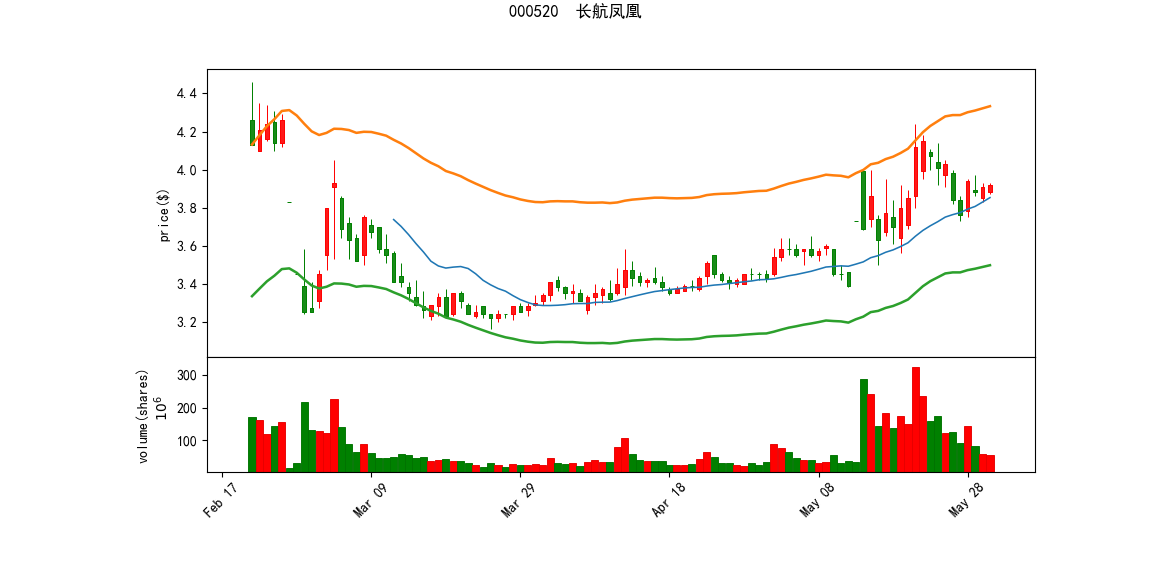 000520  长航凤凰
price($)
4.4
4.2
4.0
3.8
3.6
3.4
3.2
volume(shares)
10^6
300
200
100
Feb 17
Mar 09
Mar 29
Apr 18
May 08
May 28